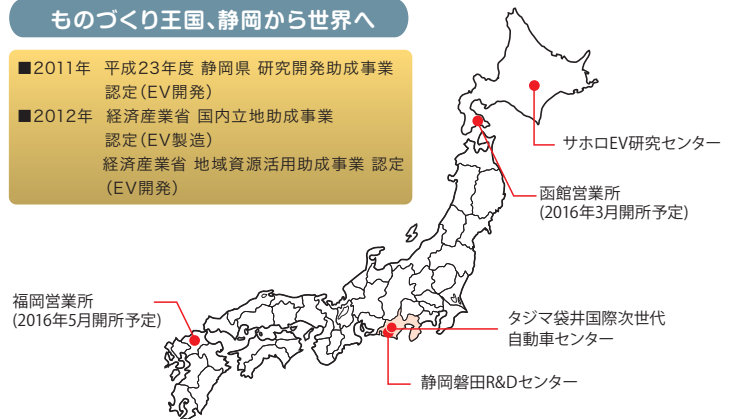 ものづくり王国、静岡から世界へ
■2011年 平成23年度 静岡県 研究開発助成事業
認定(EV開発)
■2012年 経済産業省 国内立地助成事業
認定(EV製造)
経済産業省 地域資源活用助成事業 認定
(EV開発)
サホロEV研究センター
函館営業所
(2016年3月開所予定)
福岡営業所
(2016年5月開所予定)
タジマ袋井国際次世代
自動車センター
静岡磐田R&Dセンター